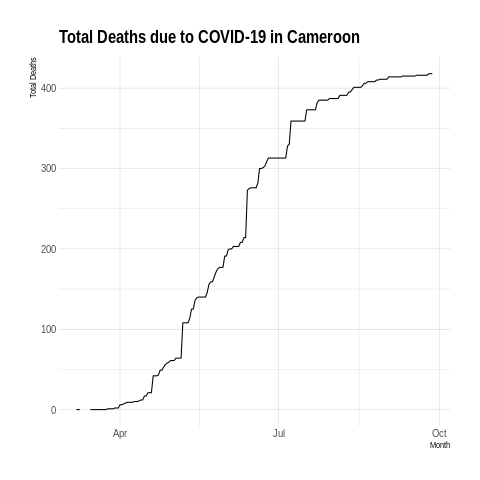 Total Deaths due to COVID-19 in Cameroon
Total Deaths
400
300
200
100
0
Apr
Jul
Oct
Month